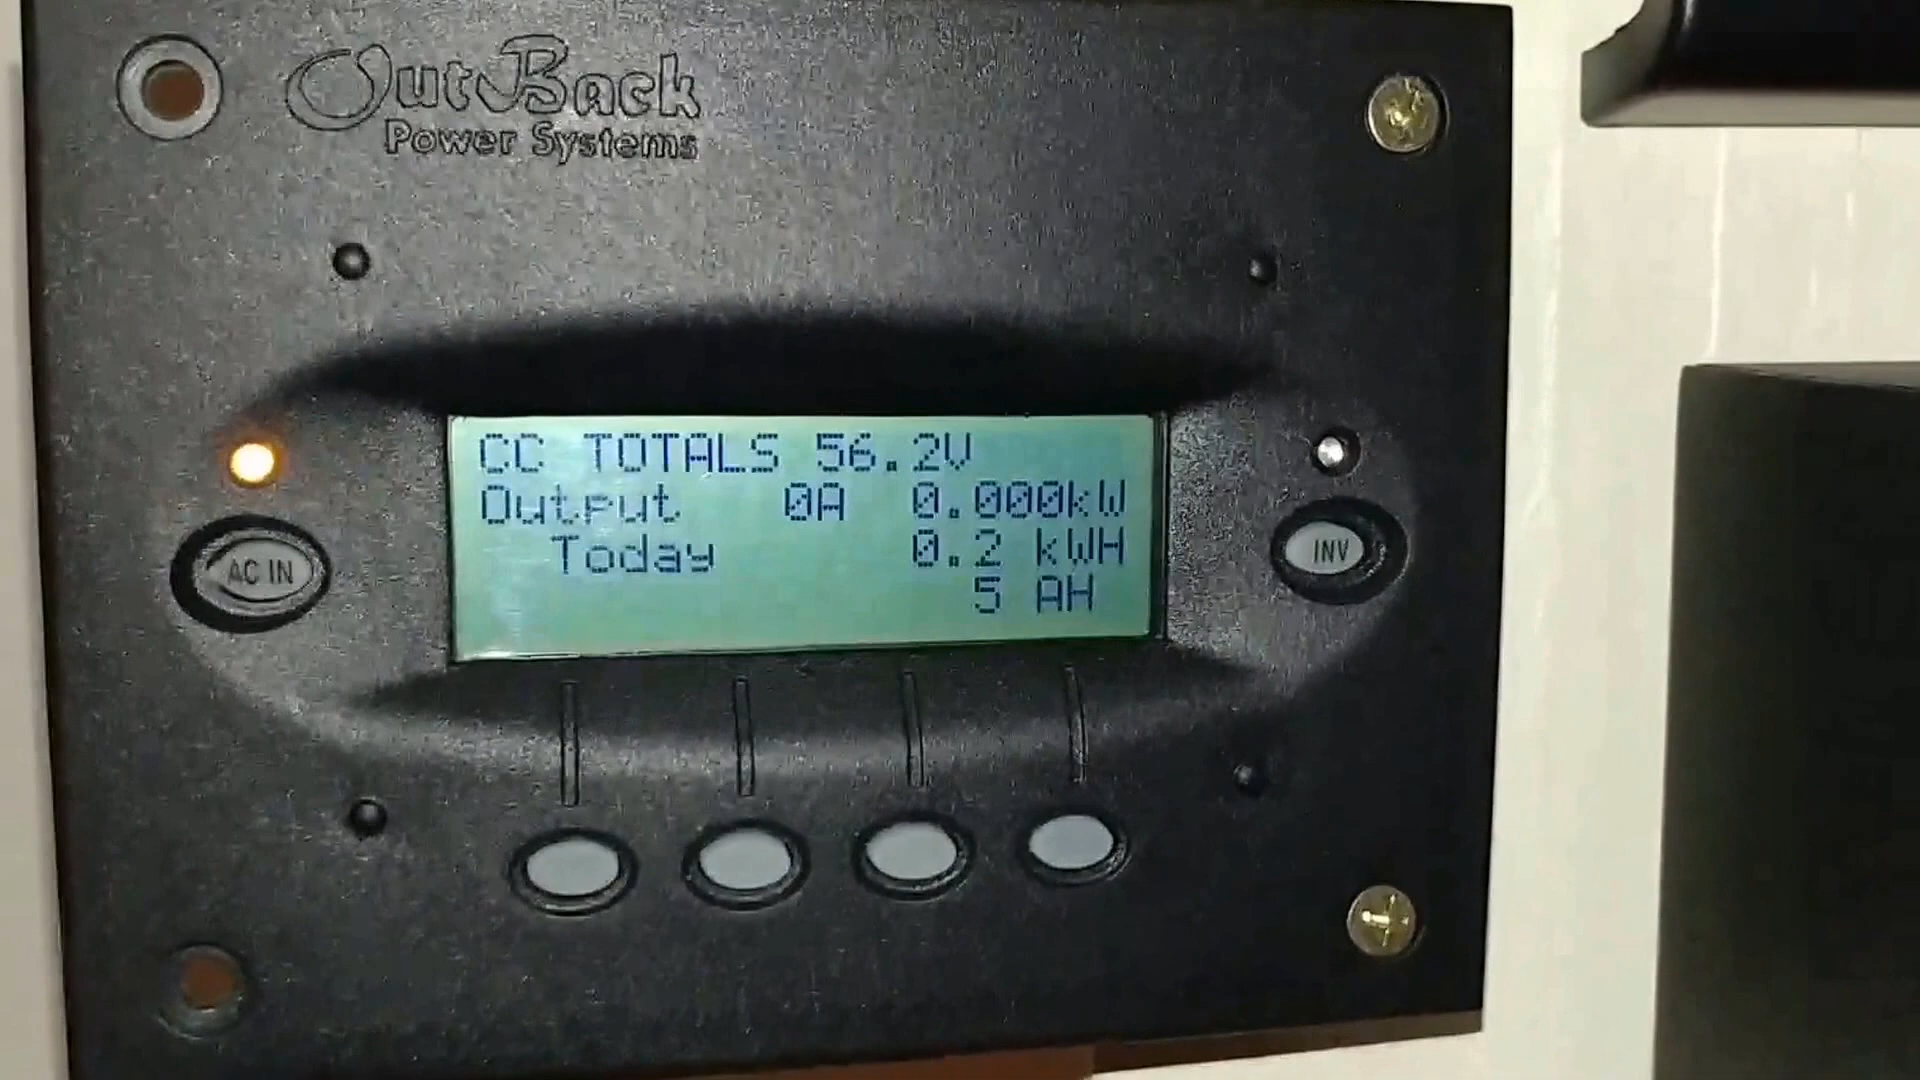 OutBack
Power Systems
CC TOTALS 56.2V
Output 0A 0.000kW
Today 0.2 kWH
5 AH
AC IN
INV